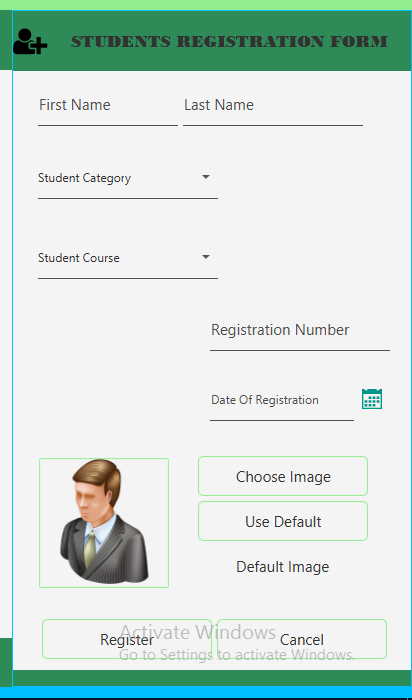 STUDENTS REGISTRATION FORM
First Name Last Name
Student Category
Student Course
Registration Number
Date Of Registration
Choose Image
Use Default
Default Image
Register Cancel
Activate Windows
Go to Settings to activate Windows.